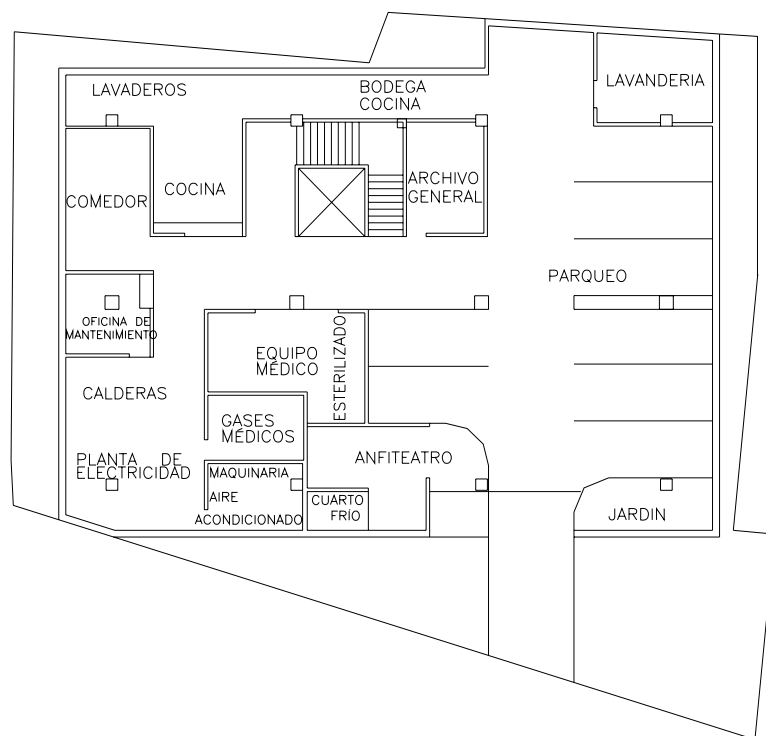 LAVADEROS
BODEGA
COCINA
LAVANDERIA
COMEDOR
COCINA
ARCHIVO
GENERAL
PARQUEO
OFICINA DE
MANTENIMIENTO
EQUIPO
MÉDICO
ESTERILIZADO
CALDERAS
GASES
MÉDICOS
PLANTA DE
ELECTRICIDAD
ANFITEATRO
MAQUINARIA
AIRE
ACONDICIONADO
CUARTO
FRÍO
JARDIN